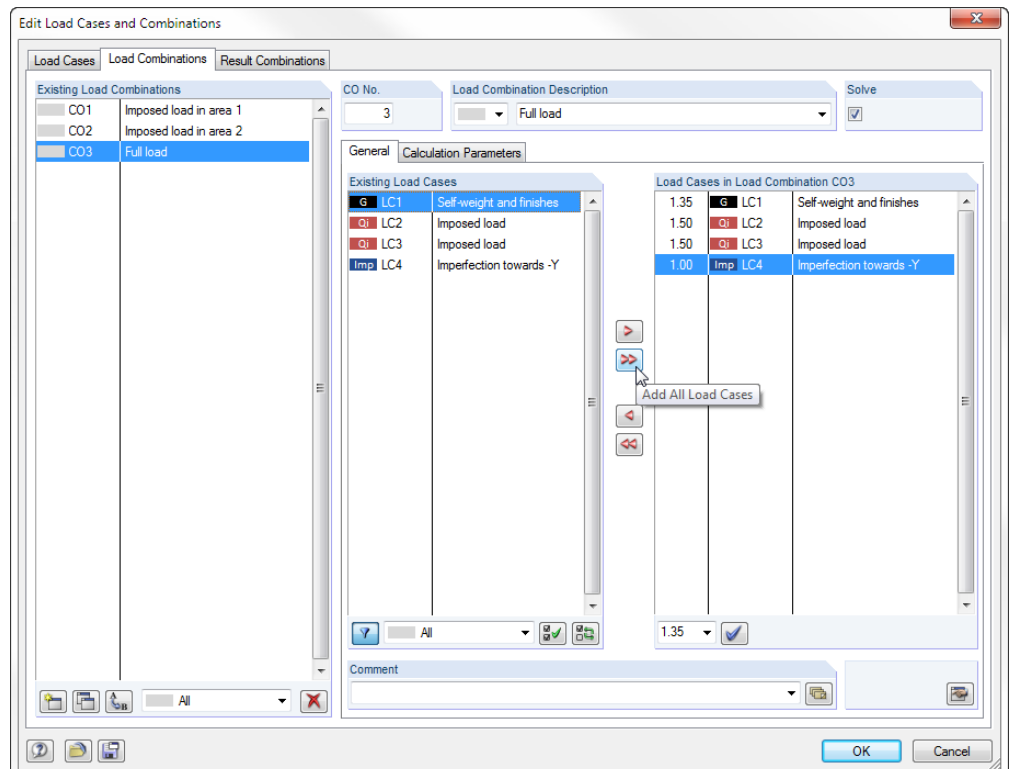 Edit Load Cases and Combinations
Load Cases Load Combinations Result Combinations
Existing Load Combinations
CO1 Imposed load in area 1
CO2 Imposed load in area 2
CO3 Full load
CO No.
3
Load Combination Description
Full load
Solve
General Calculation Parameters
Existing Load Cases
G LC1 Self-weight and finishes
Qi LC2 Imposed load
Qi LC3 Imposed load
Imp LC4 Imperfection towards -Y
Load Cases in Load Combination CO3
1.35 G LC1 Self-weight and finishes
1.50 Qi LC2 Imposed load
1.50 Qi LC3 Imposed load
1.00 Imp LC4 Imperfection towards -Y
Add All Load Cases
All
1.35
Comment
All
OK Cancel